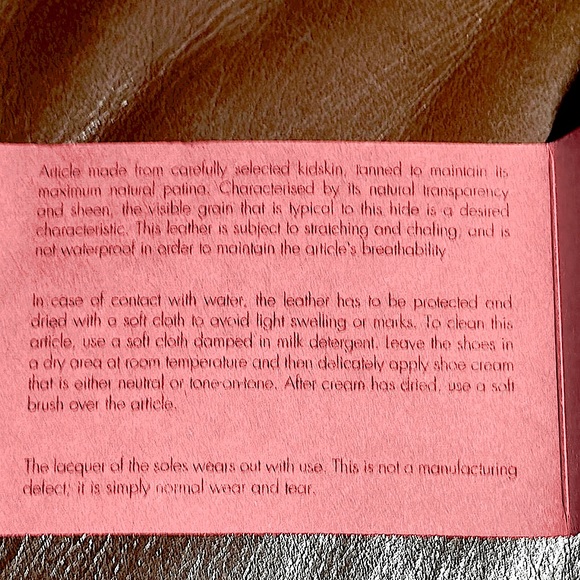 Article made from carefully selected kidskin, tanned to maintain its
maximum natural patina. Characterised by its natural transparency
and sheen, the visible grain that is typical to this hide is a desired
characteristic. This leather is subject to stratching and chafing, and is
not waterproof in order to maintain the article's breathability
In case of contact with water, the leather has to be protected and
dried with a soft cloth to avoid light swelling or marks. To clean this
article, use a soft cloth damped in milk detergent. Leave the shoes in
a dry area at room temperature and then delicately apply shoe cream
that is either neutral or tone-on-tone. After cream has dried, use a soft
brush over the article.
The lacquer of the soles wears out with use. This is not a manufacturing
defect; it is simply normal wear and tear.